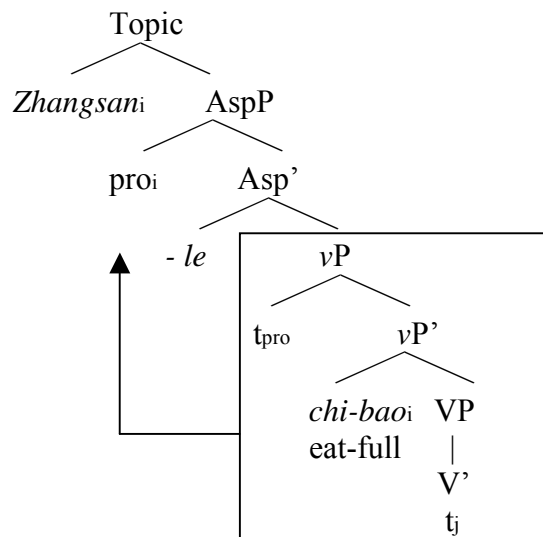 Topic
Zhangsani AspP
proi Asp’
- le vP
tpro vP’
chi-baoi VP
eat-full |
V’
tj